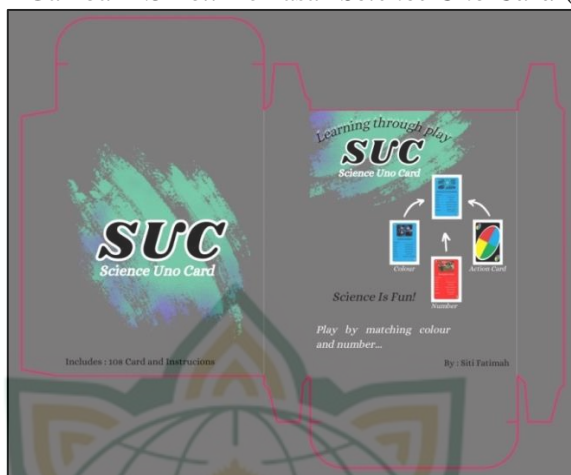 SUC
Science Uno Card
Includes : 108 Card and Instrucions
Learning through play
SUC
Science Uno Card
Colour
Action Card
Number
Science Is Fun!
Play by matching colour
and number...
By : Siti Fatimah